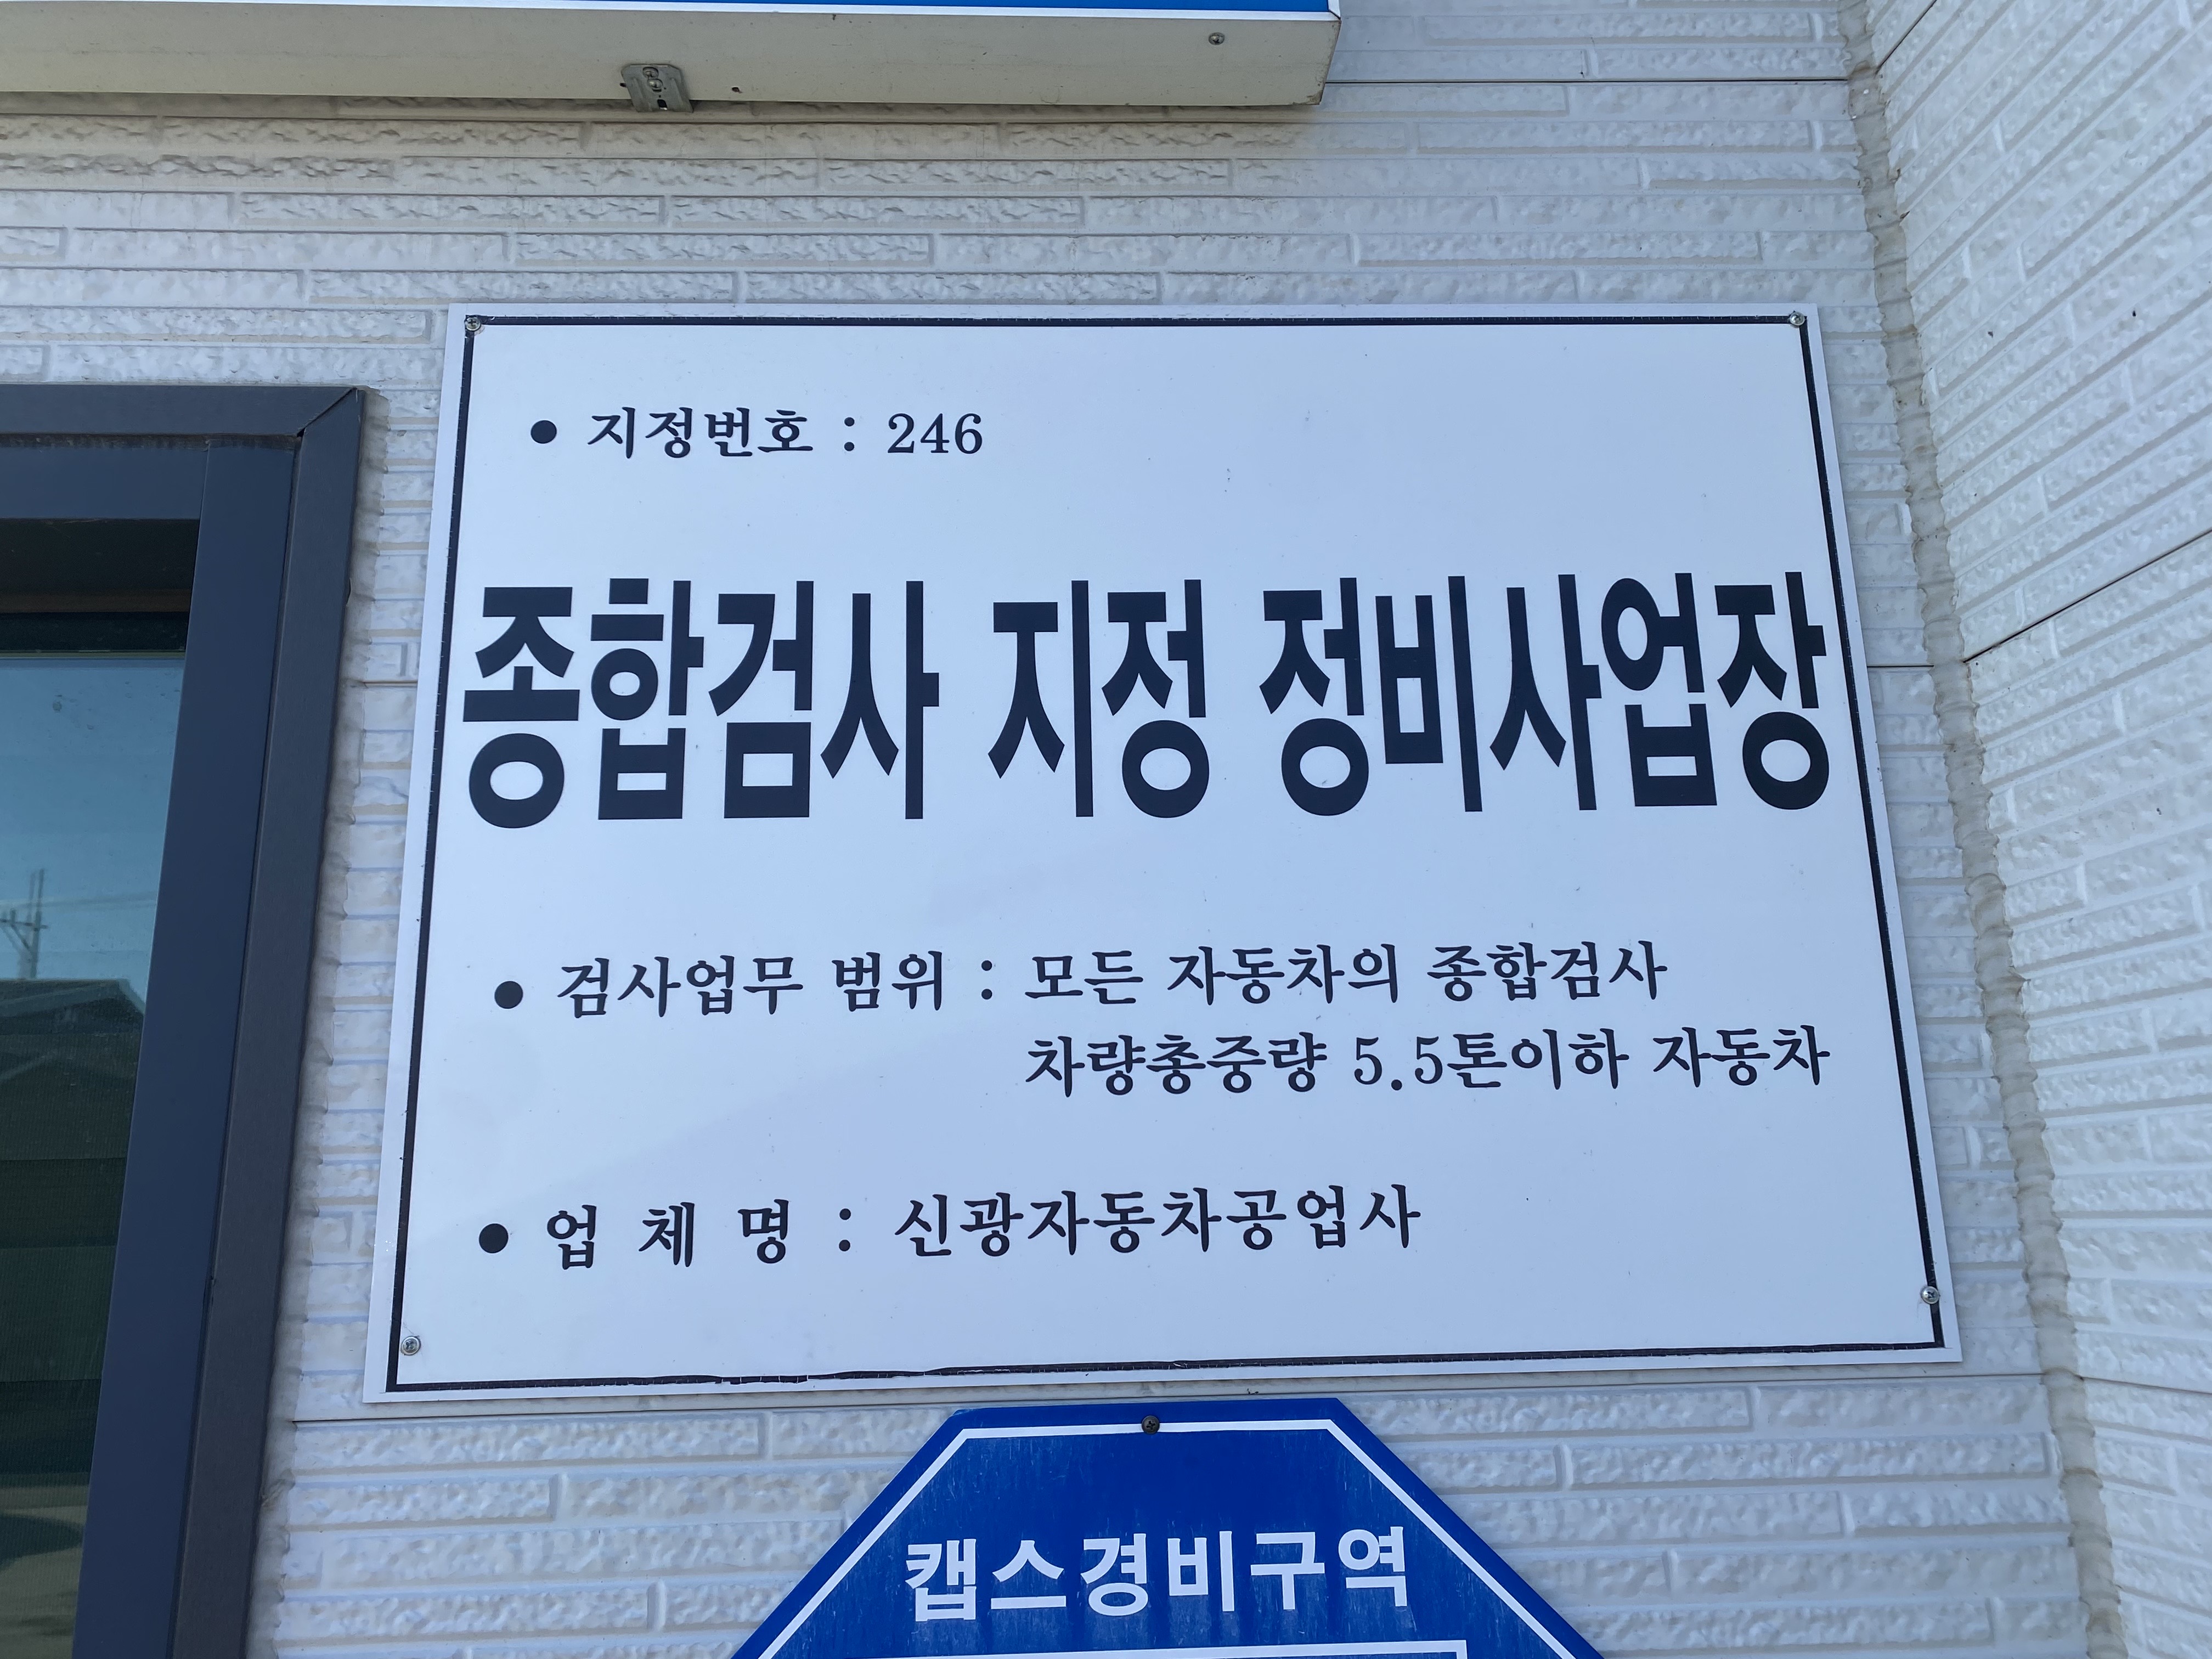 ● 지정번호 : 246
종합검사 지정 정비사업장
● 검사업무 범위 : 모든 자동차의 종합검사
차량총중량 5.5톤이하 자동차
● 업 체 명 : 신광자동차공업사
캡스경비구역